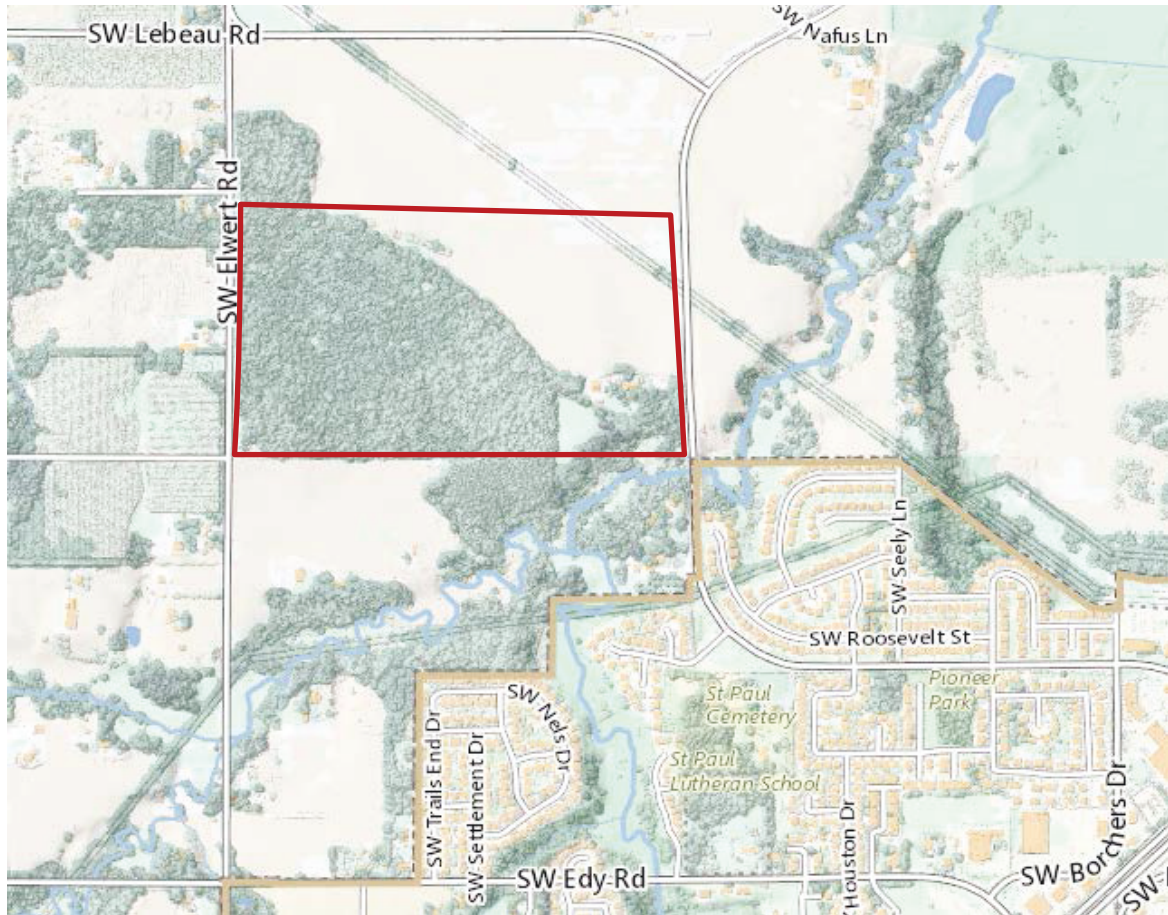 SW Lebeau Rd
SW Nafus Ln
SW Elwert Rd
SW Seely Ln
SW Roosevelt St
St Paul
Cemetery
Pioneer
Park
SW Nels Dr
SW Trails End Dr
SW Settlement Dr
St Paul
Lutheran School
Houston Dr
SW Borchers Dr
SW Edy Rd
SW